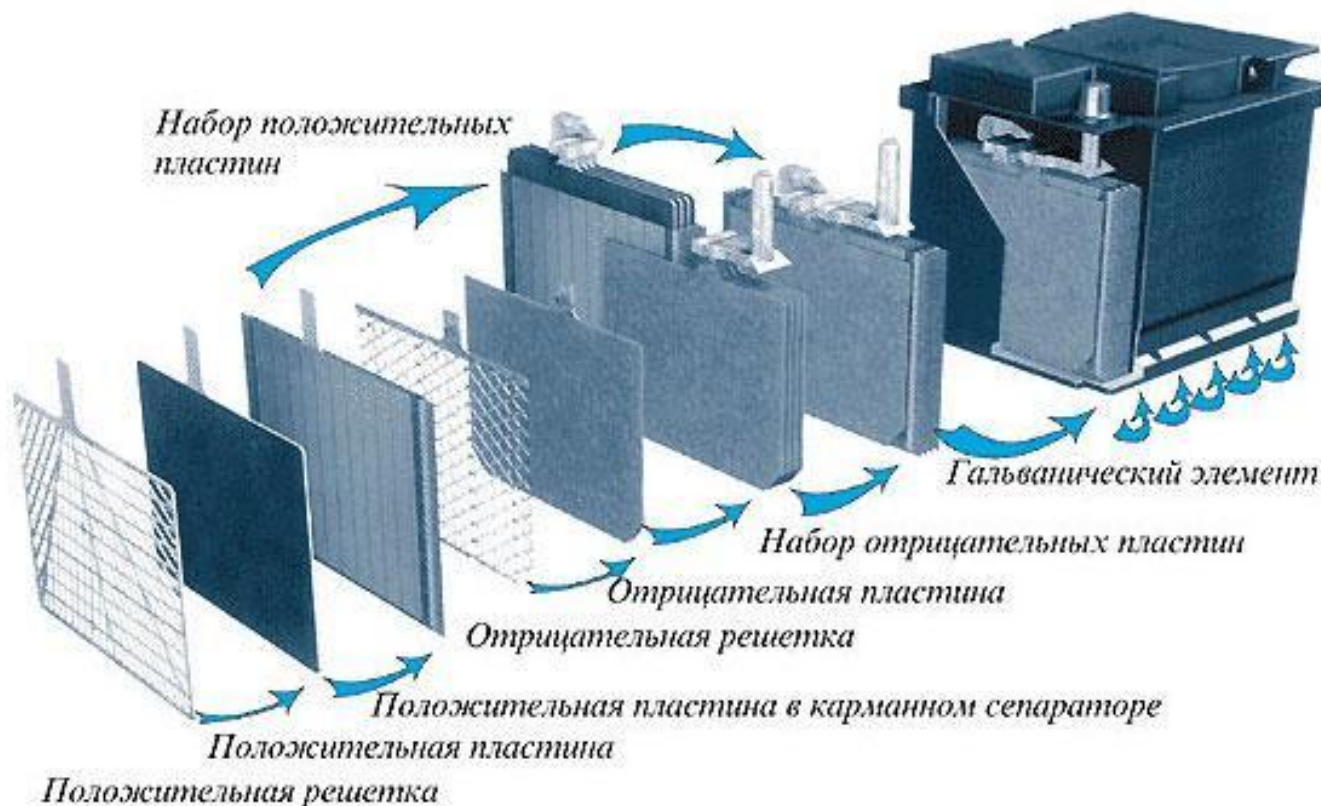 Набор положительных
пластин
Гальванический элемент
Набор отрицательных пластин
Отрицательная пластина
Отрицательная решетка
Положительная пластина в карманном сепараторе
Положительная пластина
Положительная решетка